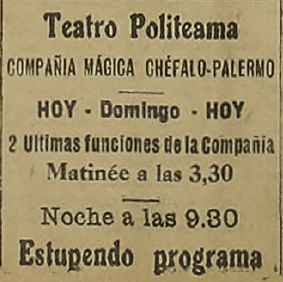 Teatro Politeama
COMPAÑIA MÁGICA CHÉFALO-PALERMO
HOY - Domingo - HOY
2 Ultimas funciones de la Compañia
Matinée a las 3,30
Noche a las 9.30
Estupendo programa